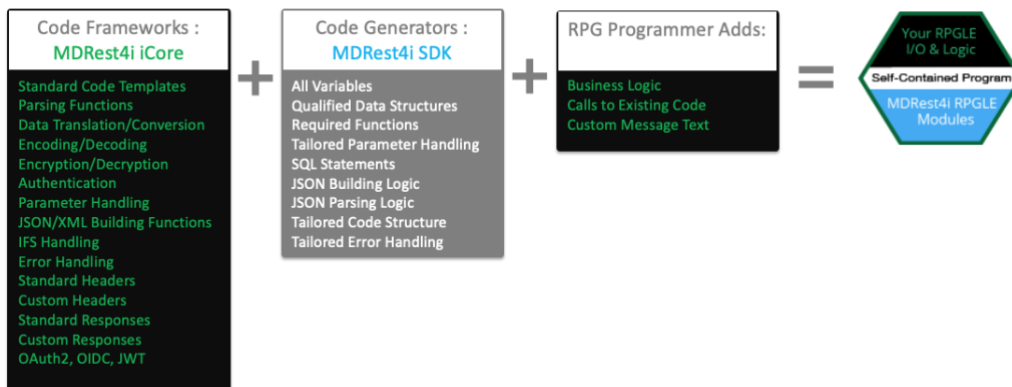 Code Frameworks :
MDRest4i iCore
Standard Code Templates
Parsing Functions
Data Translation/Conversion
Encoding/Decoding
Encryption/Decryption
Authentication
Parameter Handling
JSON/XML Building Functions
IFS Handling
Error Handling
Standard Headers
Custom Headers
Standard Responses
Custom Responses
OAuth2, OIDC, JWT
+
Code Generators :
MDRest4i SDK
All Variables
Qualified Data Structures
Required Functions
Tailored Parameter Handling
SQL Statements
JSON Building Logic
JSON Parsing Logic
Tailored Code Structure
Tailored Error Handling
+
RPG Programmer Adds:
Business Logic
Calls to Existing Code
Custom Message Text
=
Your RPGLE
I/O & Logic
Self-Contained Program
MDRest4i RPGLE
Modules